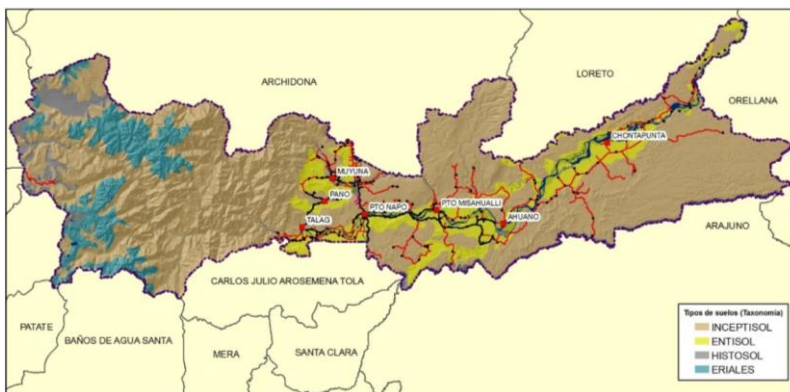 ARCHIDONA
LORETO
ORELLANA
CHONTAPUNTA
MUYUNA
PANO
TALAG
PTO NAPO
PTO MISAHUALLI
AHUANO
ARAJUNO
CARLOS JULIO AROSEMENA TOLA
PATATE
BAÑOS DE AGUA SANTA
MERA
SANTA CLARA
Tipos de suelos (Taxonomía)
INCEPTISOL
ENTISOL
HISTOSOL
ERIALES